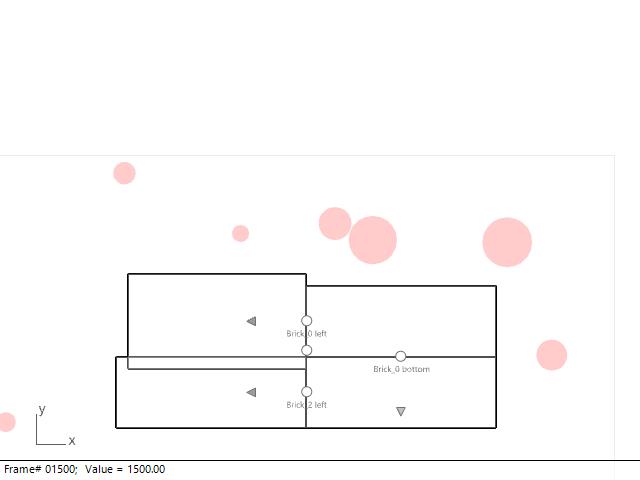 Brick_0 left
Brick_0 bottom
Brick_2 left
y
x
Frame# 01500; Value = 1500.00